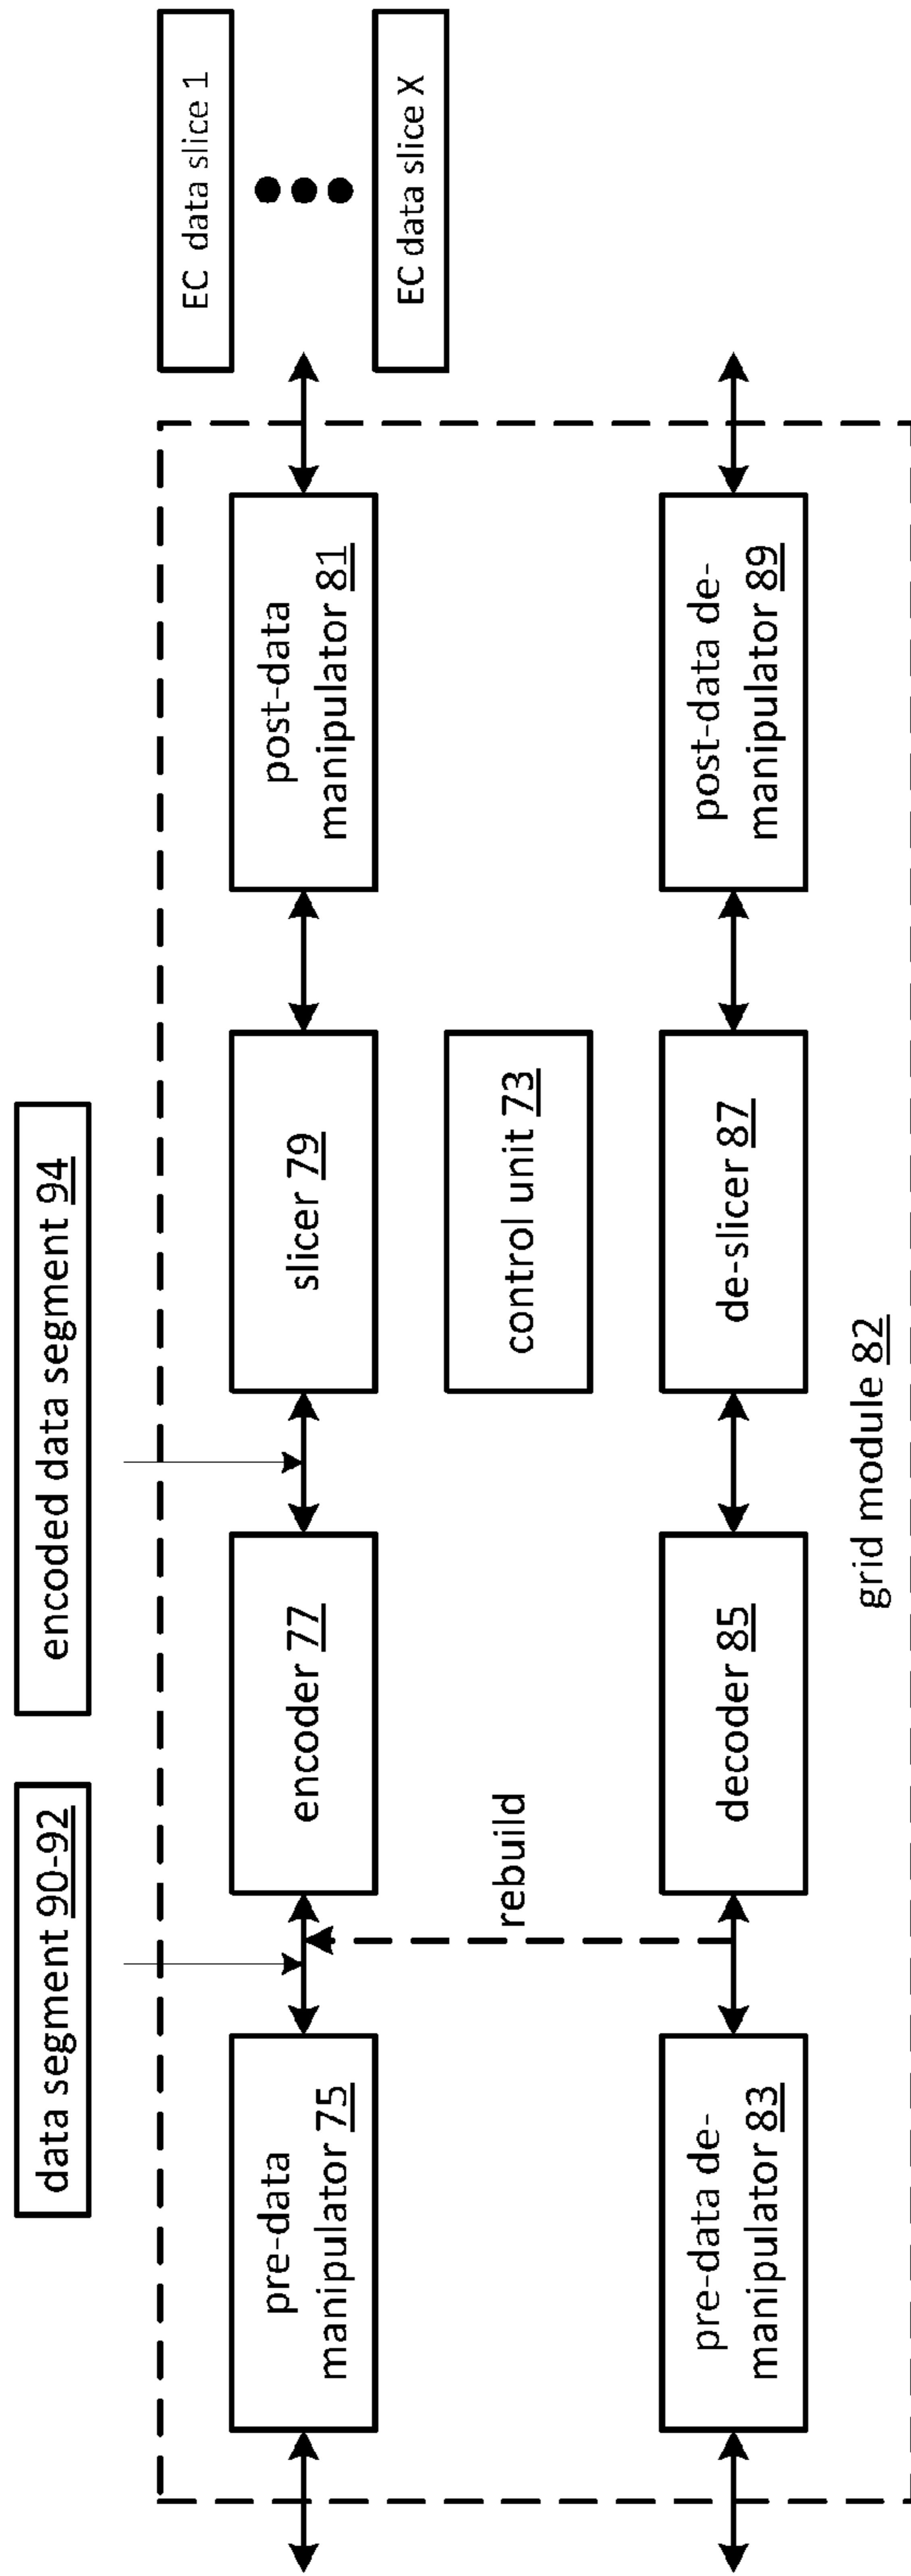 data segment 90-92
encoded data segment 94
pre-data
manipulator 75
encoder 77
slicer 79
post-data
manipulator 81
EC data slice 1
EC data slice X
rebuild
control unit 73
pre-data de-
manipulator 83
decoder 85
de-slicer 87
post-data de-
manipulator 89
grid module 82